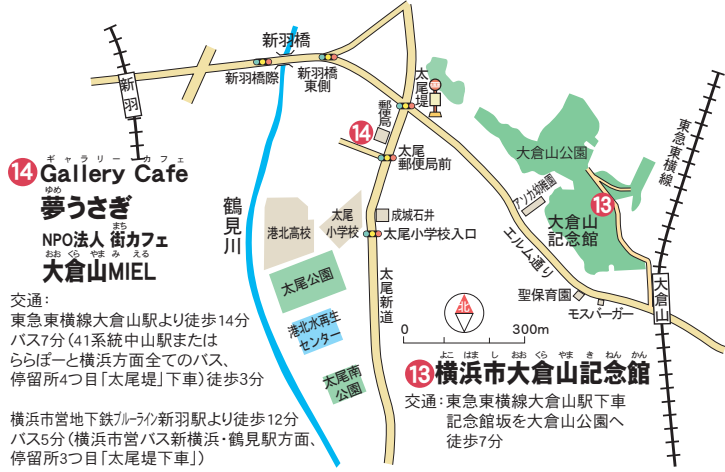 新羽橋
新羽橋際
新羽橋
東側
新羽
太尾堤
郵便局
14
太尾
郵便局前
東急東横線
大倉山公園
アソカ幼稚園
13
大倉山
記念館
エルム通り
鶴見川
港北高校
太尾
小学校
成城石井
太尾小学校入口
太尾公園
太尾新道
港北水再生
センター
太尾南
公園
聖保育園
モスバーガー
大倉山
北
0 300m
ギャラリー カフェ
14 Gallery Cafe
ゆめ
夢うさぎ
まち
NPO法人 街カフェ
おおくらやまみえる
大倉山MIEL
交通:
東急東横線大倉山駅より徒歩14分
バス7分(41系統中山駅または
ららぽーと横浜方面全てのバス、
停留所4つ目「太尾堤」下車)徒歩3分
横浜市営地下鉄ブルーライン新羽駅より徒歩12分
バス5分(横浜市営バス新横浜・鶴見駅方面、
停留所3つ目「太尾堤下車」)
よこはましおおくらやまきねんかん
13 横浜市大倉山記念館
交通:東急東横線大倉山駅下車
記念館坂を大倉山公園へ
徒歩7分